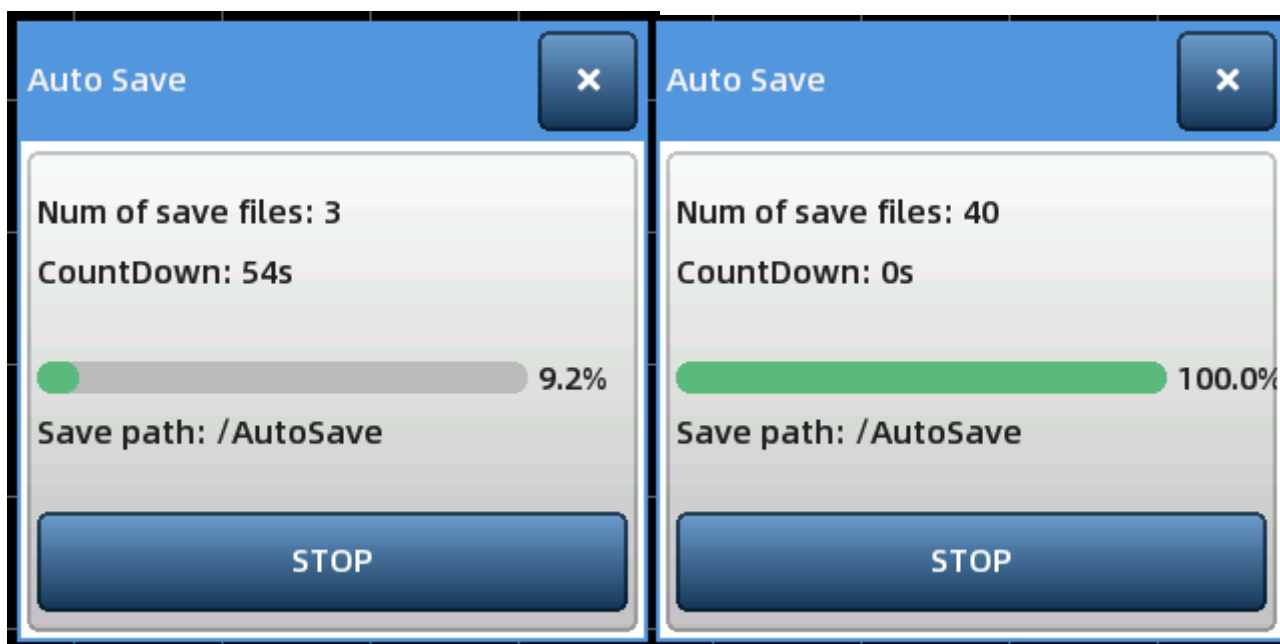 Auto Save
×
Num of save files: 3
CountDown: 54s
9.2%
Save path: /AutoSave
STOP
Auto Save
×
Num of save files: 40
CountDown: 0s
100.0%
Save path: /AutoSave
STOP